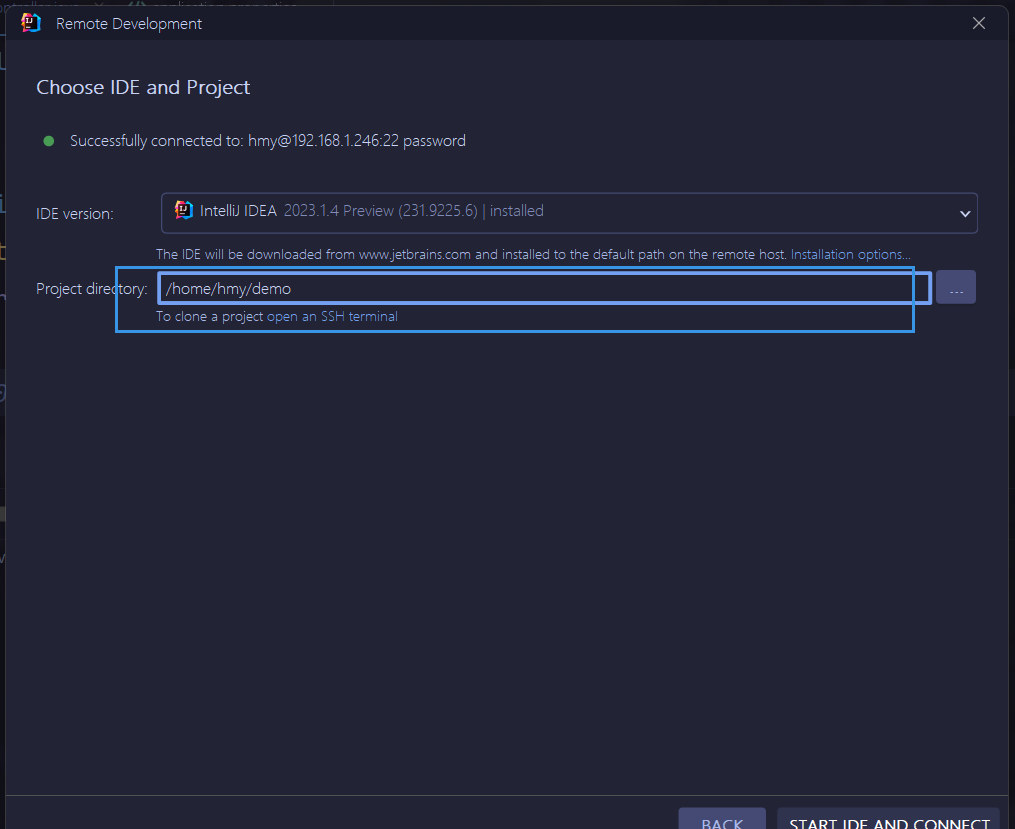 Remote Development
Choose IDE and Project
Successfully connected to: hmy@192.168.1.246:22 password
IDE version: IntelliJ IDEA 2023.1.4 Preview (231.9225.6) | installed
The IDE will be downloaded from www.jetbrains.com and installed to the default path on the remote host. Installation options...
Project directory: /home/hmy/demo ...
To clone a project open an SSH terminal
BACK START IDE AND CONNECT